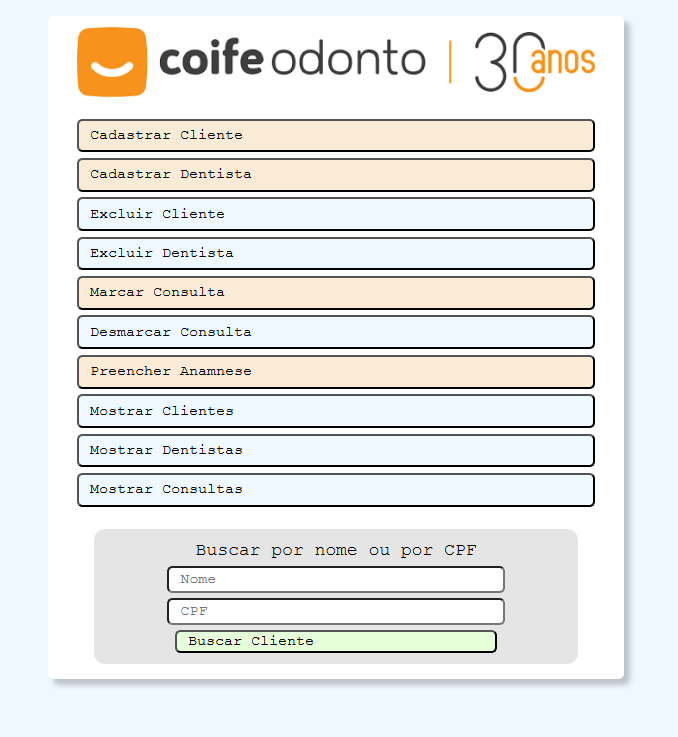 coife odonto | 30 anos
Cadastrar Cliente
Cadastrar Dentista
Excluir Cliente
Excluir Dentista
Marcar Consulta
Desmarcar Consulta
Preencher Anamnese
Mostrar Clientes
Mostrar Dentistas
Mostrar Consultas
Buscar por nome ou por CPF
Nome
CPF
Buscar Cliente